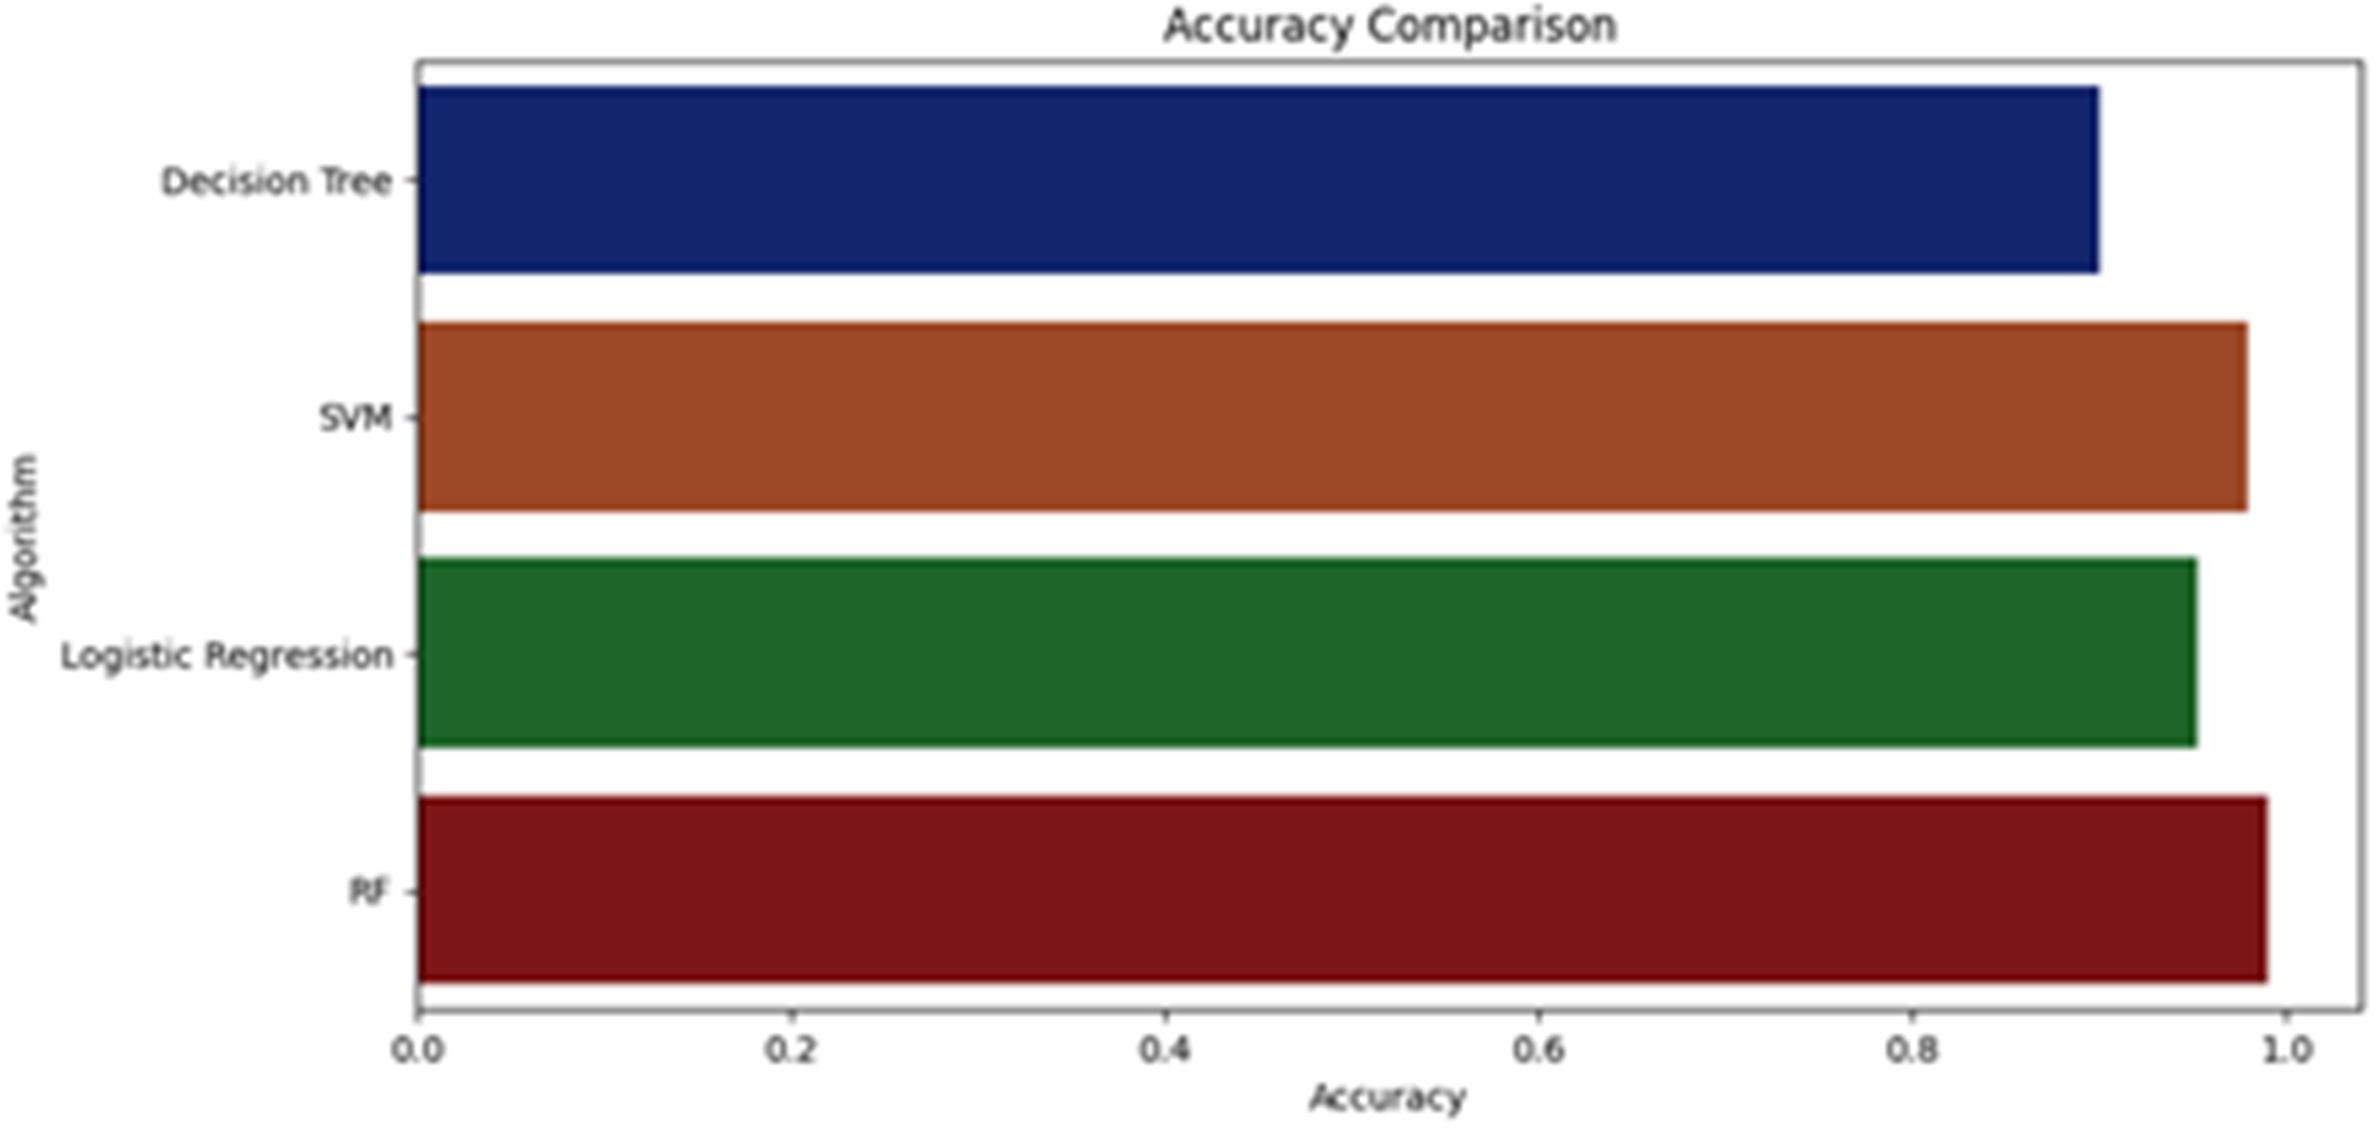 Accuracy Comparison
Decision Tree
SVM
Logistic Regression
RF
Algorithm
0.0 0.2 0.4 0.6 0.8 1.0
Accuracy